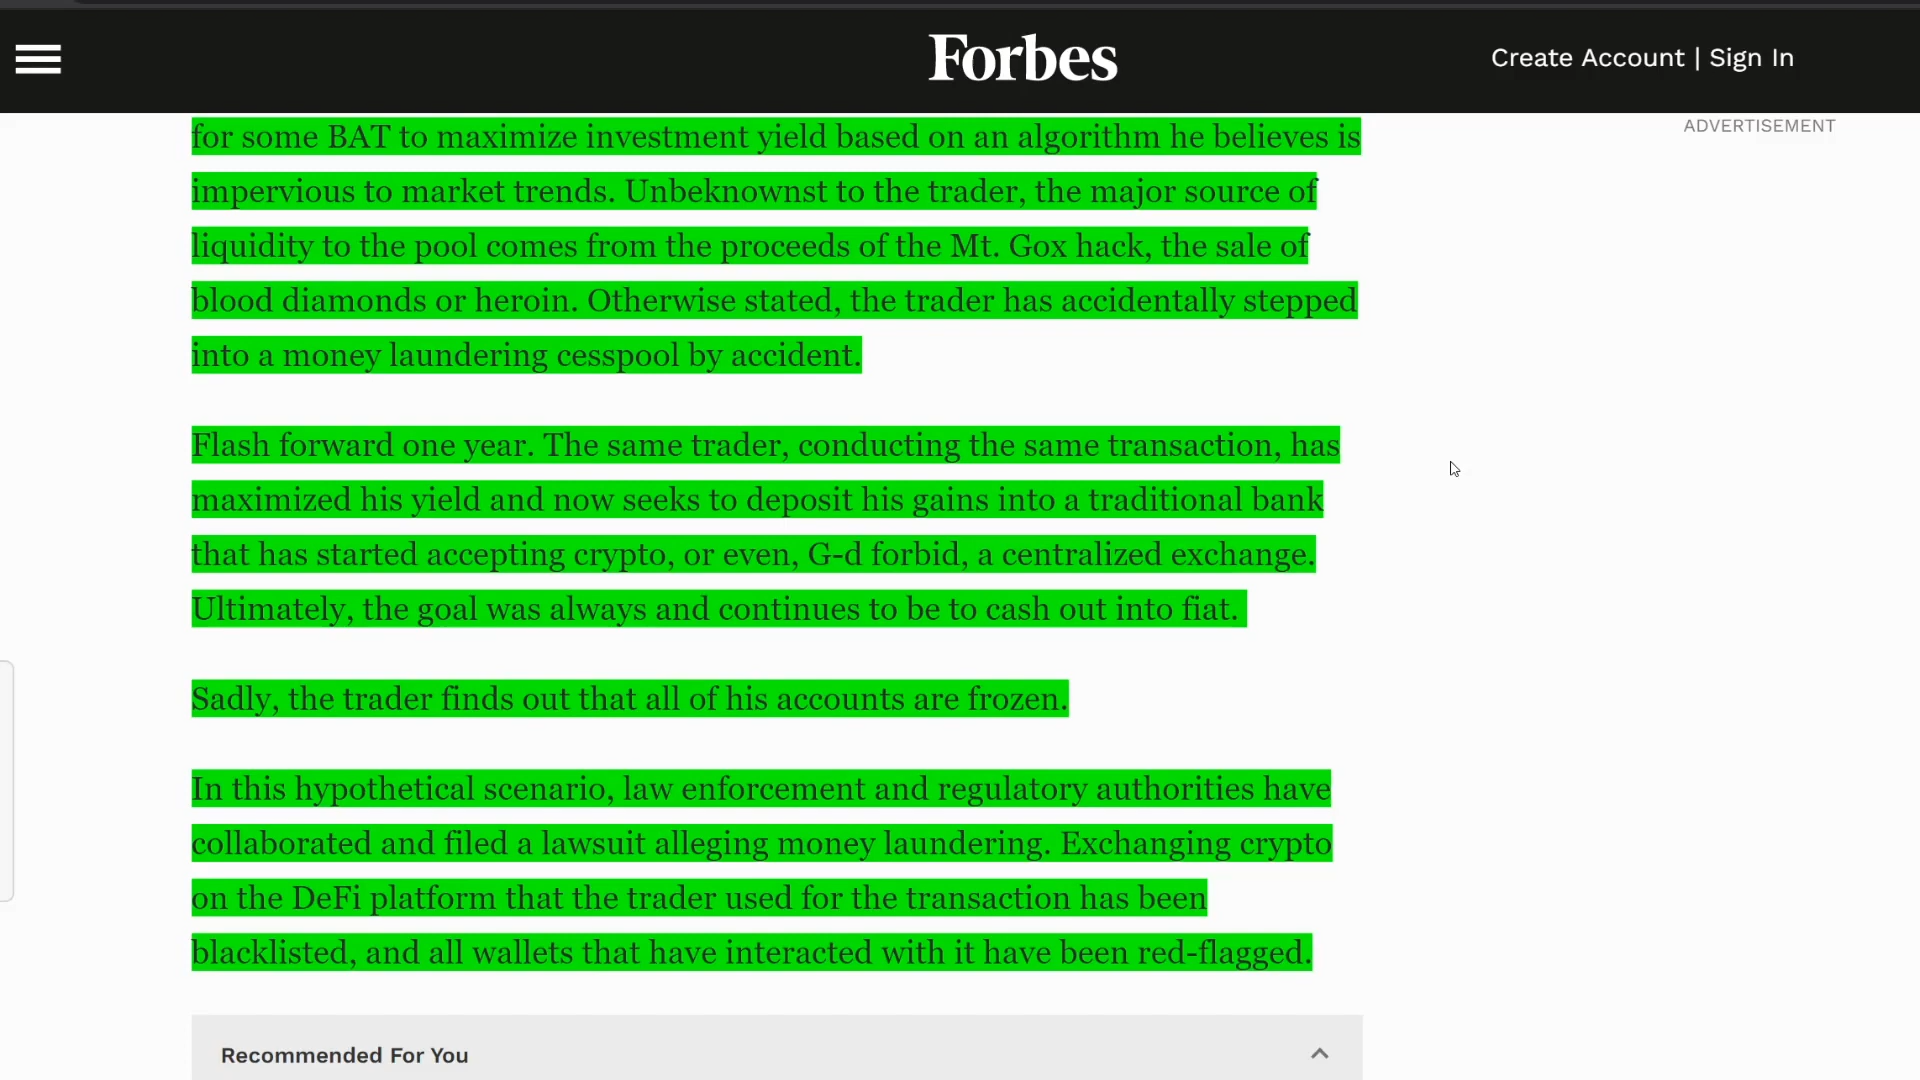 Forbes
Create Account | Sign In
ADVERTISEMENT
for some BAT to maximize investment yield based on an algorithm he believes is
impervious to market trends. Unbeknownst to the trader, the major source of
liquidity to the pool comes from the proceeds of the Mt. Gox hack, the sale of
blood diamonds or heroin. Otherwise stated, the trader has accidentally stepped
into a money laundering cesspool by accident.
Flash forward one year. The same trader, conducting the same transaction, has
maximized his yield and now seeks to deposit his gains into a traditional bank
that has started accepting crypto, or even, G-d forbid, a centralized exchange.
Ultimately, the goal was always and continues to be to cash out into fiat.
Sadly, the trader finds out that all of his accounts are frozen.
In this hypothetical scenario, law enforcement and regulatory authorities have
collaborated and filed a lawsuit alleging money laundering. Exchanging crypto
on the DeFi platform that the trader used for the transaction has been
blacklisted, and all wallets that have interacted with it have been red-flagged.
Recommended For You